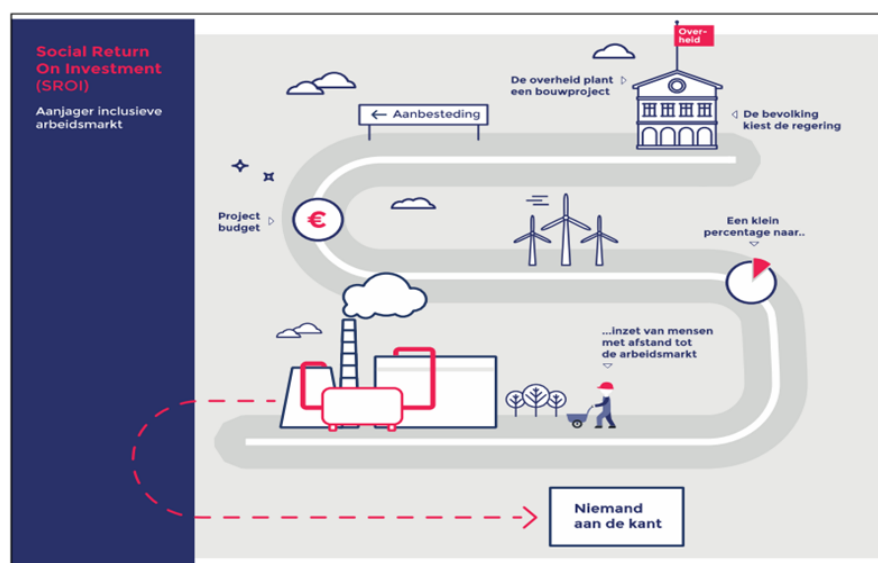 Social Return
On Investment
(SROI)
Aanjager inclusieve
arbeidsmarkt
Over-
heid
De overheid plant
een bouwproject
De bevolking
kiest de regering
← Aanbesteding
Project
budget
€
Een klein
percentage naar..
...inzet van mensen
met afstand tot
de arbeidsmarkt
Niemand
aan de kant